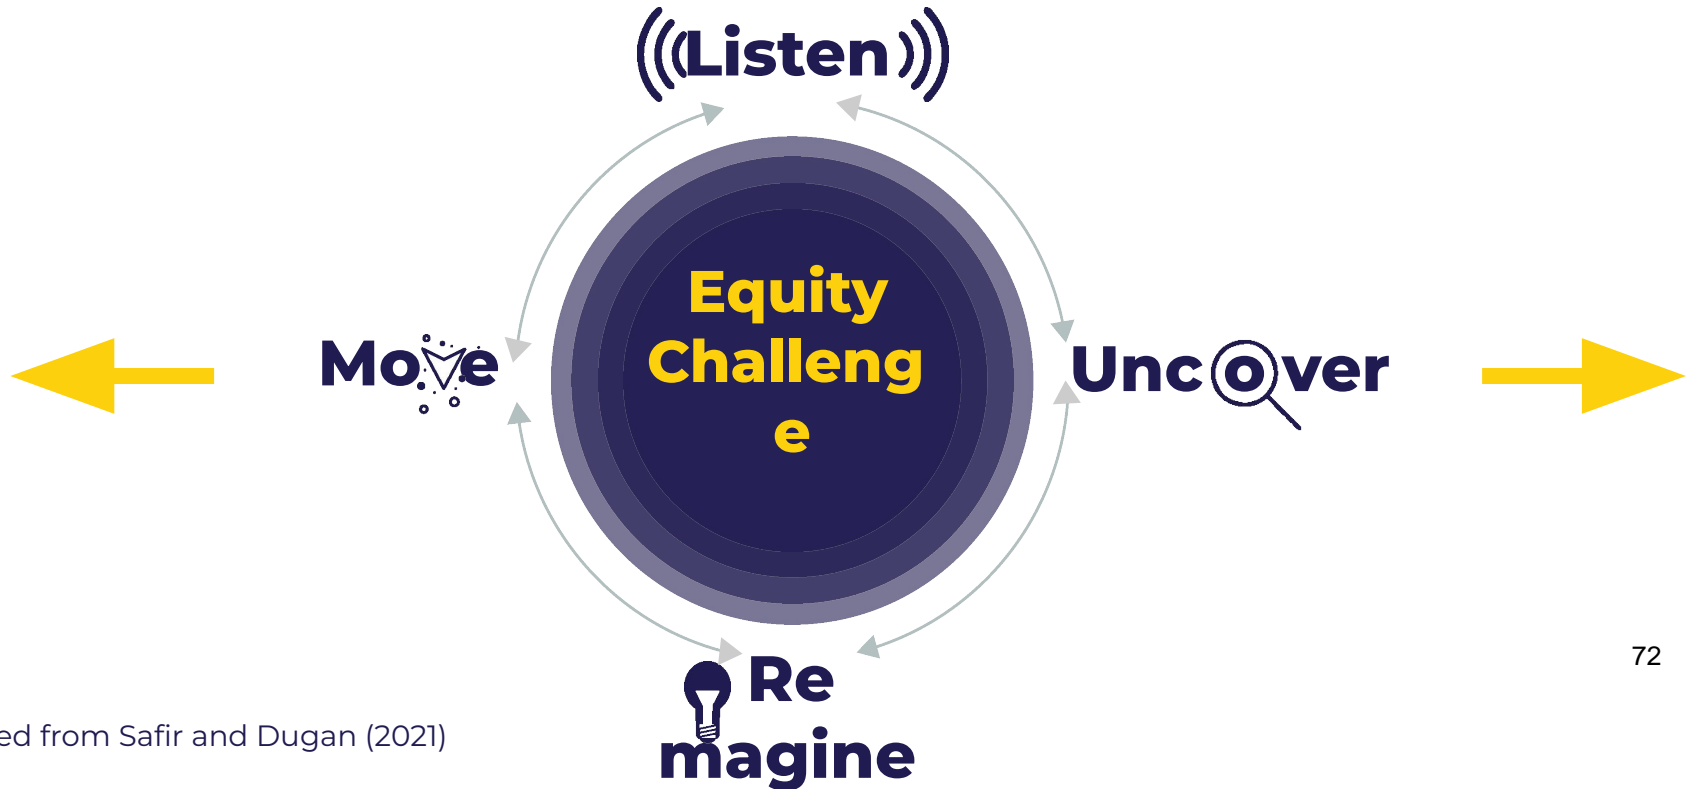 Listen
Equity
Challeng
e
Move
Uncover
Re
magine
72
ed from Safir and Dugan (2021)